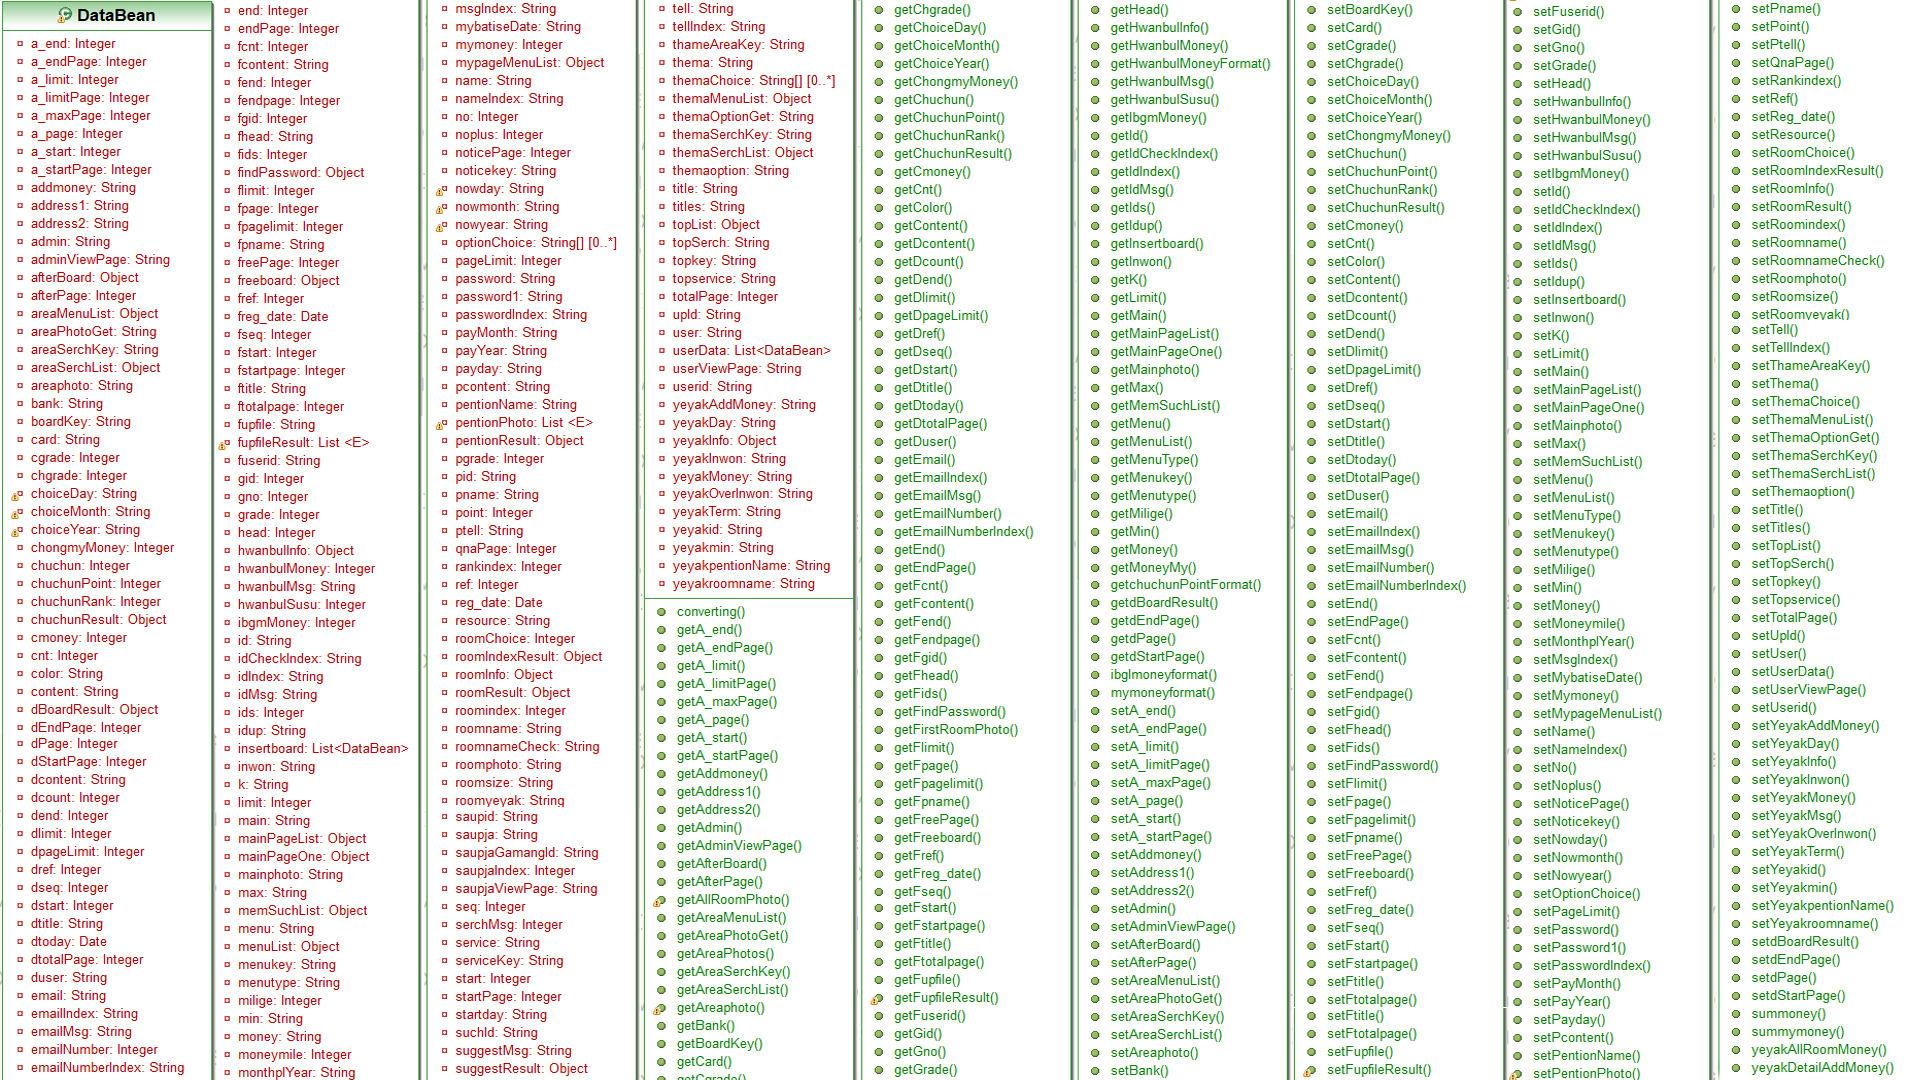 DataBean
a_end: Integer
a_endPage: Integer
a_limit: Integer
a_limitPage: Integer
a_maxPage: Integer
a_page: Integer
a_start: Integer
a_startPage: Integer
addmoney: String
address1: String
address2: String
admin: String
adminViewPage: String
afterBoard: Object
afterPage: Integer
areaMenuList: Object
areaPhotoGet: String
areaSerchKey: String
areaSerchList: Object
areaphoto: String
bank: String
boardKey: String
card: String
cgrade: Integer
chgrade: Integer
choiceDay: String
choiceMonth: String
choiceYear: String
chongmyMoney: Integer
chuchun: Integer
chuchunPoint: Integer
chuchunRank: Integer
chuchunResult: Object
cmoney: Integer
cnt: Integer
color: String
content: String
dBoardResult: Object
dEndPage: Integer
dPage: Integer
dStartPage: Integer
dcontent: String
dcount: Integer
dend: Integer
dlimit: Integer
dpageLimit: Integer
dref: Integer
dseq: Integer
dstart: Integer
dtitle: String
dtoday: Date
dtotalPage: Integer
duser: String
email: String
emailIndex: String
emailMsg: String
emailNumber: Integer
emailNumberIndex: String
end: Integer
endPage: Integer
fcnt: Integer
fcontent: String
fend: Integer
fendpage: Integer
fgid: Integer
fhead: String
fids: Integer
findPassword: Object
flimit: Integer
fpage: Integer
fpagelimit: Integer
fpname: String
freePage: Integer
freeboard: Object
fref: Integer
freg_date: Date
fseq: Integer
fstart: Integer
fstartpage: Integer
ftitle: String
ftotalpage: Integer
fupfile: String
fupfileResult: List <E>
fuserid: String
gid: Integer
gno: Integer
grade: Integer
head: Integer
hwanbulInfo: Object
hwanbulMoney: Integer
hwanbulMsg: String
hwanbulSusu: Integer
ibgmMoney: Integer
id: String
idCheckIndex: String
idIndex: String
idMsg: String
ids: Integer
idup: String
insertboard: List<DataBean>
inwon: String
k: String
limit: Integer
main: String
mainPageList: Object
mainPageOne: Object
mainphoto: String
max: String
memSuchList: Object
menu: String
menuList: Object
menukey: String
menutype: String
milige: Integer
min: String
money: String
moneymile: Integer
monthplYear: String
msgIndex: String
mybatiseDate: String
mymoney: Integer
mypageMenuList: Object
name: String
nameIndex: String
no: Integer
noplus: Integer
noticePage: Integer
noticekey: String
nowday: String
nowmonth: String
nowyear: String
optionChoice: String[] [0..*]
pageLimit: Integer
password: String
password1: String
passwordIndex: String
payMonth: String
payYear: String
payday: String
pcontent: String
pentionName: String
pentionPhoto: List <E>
pentionResult: Object
pgrade: Integer
pid: String
pname: String
point: Integer
ptell: String
qnaPage: Integer
rankindex: Integer
ref: Integer
reg_date: Date
resource: String
roomChoice: Integer
roomIndexResult: Object
roomInfo: Object
roomResult: Object
roomindex: Integer
roomname: String
roomnameCheck: String
roomphoto: String
roomsize: String
roomyeyak: String
saupid: String
saupja: String
saupjaGamangId: String
saupjaIndex: Integer
saupjaViewPage: String
seq: Integer
serchMsg: Integer
service: String
serviceKey: String
start: Integer
startPage: Integer
startday: String
suchId: String
suggestMsg: String
suggestResult: Object
tell: String
tellIndex: String
thameAreaKey: String
thema: String
themaChoice: String[] [0..*]
themaMenuList: Object
themaOptionGet: String
themaSerchKey: String
themaSerchList: Object
themaoption: String
title: String
titles: String
topList: Object
topSerch: String
topkey: String
topservice: String
totalPage: Integer
upId: String
user: String
userData: List<DataBean>
userViewPage: String
userid: String
yeyakAddMoney: String
yeyakDay: String
yeyakInfo: Object
yeyakInwon: String
yeyakMoney: String
yeyakOverInwon: String
yeyakTerm: String
yeyakid: String
yeyakmin: String
yeyakpentionName: String
yeyakroomname: String
converting()
getA_end()
getA_endPage()
getA_limit()
getA_limitPage()
getA_maxPage()
getA_page()
getA_start()
getA_startPage()
getAddmoney()
getAddress1()
getAddress2()
getAdmin()
getAdminViewPage()
getAfterBoard()
getAfterPage()
getAllRoomPhoto()
getAreaMenuList()
getAreaPhotoGet()
getAreaPhotos()
getAreaSerchKey()
getAreaSerchList()
getAreaphoto()
getBank()
getBoardKey()
getCard()
getCgrade()
getChgrade()
getChoiceDay()
getChoiceMonth()
getChoiceYear()
getChongmyMoney()
getChuchun()
getChuchunPoint()
getChuchunRank()
getChuchunResult()
getCmoney()
getCnt()
getColor()
getContent()
getDcontent()
getDcount()
getDend()
getDlimit()
getDpageLimit()
getDref()
getDseq()
getDstart()
getDtitle()
getDtoday()
getDtotalPage()
getDuser()
getEmail()
getEmailIndex()
getEmailMsg()
getEmailNumber()
getEmailNumberIndex()
getEnd()
getEndPage()
getFcnt()
getFcontent()
getFend()
getFendpage()
getFgid()
getFhead()
getFids()
getFindPassword()
getFirstRoomPhoto()
getFlimit()
getFpage()
getFpagelimit()
getFpname()
getFreePage()
getFreeboard()
getFref()
getFreg_date()
getFseq()
getFstart()
getFstartpage()
getFtitle()
getFtotalpage()
getFupfile()
getFupfileResult()
getFuserid()
getGid()
getGno()
getGrade()
getHead()
getHwanbulInfo()
getHwanbulMoney()
getHwanbulMoneyFormat()
getHwanbulMsg()
getHwanbulSusu()
getIbgmMoney()
getId()
getIdCheckIndex()
getIdIndex()
getIdMsg()
getIds()
getIdup()
getInsertboard()
getInwon()
getK()
getLimit()
getMain()
getMainPageList()
getMainPageOne()
getMainphoto()
getMax()
getMemSuchList()
getMenu()
getMenuList()
getMenuType()
getMenukey()
getMenutype()
getMilige()
getMin()
getMoney()
getMoneyMy()
getchuchunPointFormat()
getdBoardResult()
getdEndPage()
getdPage()
getdStartPage()
ibglmoneyformat()
mymoneyformat()
setA_end()
setA_endPage()
setA_limit()
setA_limitPage()
setA_maxPage()
setA_page()
setA_start()
setA_startPage()
setAddmoney()
setAddress1()
setAddress2()
setAdmin()
setAdminViewPage()
setAfterBoard()
setAfterPage()
setAreaMenuList()
setAreaPhotoGet()
setAreaSerchKey()
setAreaSerchList()
setAreaphoto()
setBank()
setBoardKey()
setCard()
setCgrade()
setChgrade()
setChoiceDay()
setChoiceMonth()
setChoiceYear()
setChongmyMoney()
setChuchun()
setChuchunPoint()
setChuchunRank()
setChuchunResult()
setCmoney()
setCnt()
setColor()
setContent()
setDcontent()
setDcount()
setDend()
setDlimit()
setDpageLimit()
setDref()
setDseq()
setDstart()
setDtitle()
setDtoday()
setDtotalPage()
setDuser()
setEmail()
setEmailIndex()
setEmailMsg()
setEmailNumber()
setEmailNumberIndex()
setEnd()
setEndPage()
setFcnt()
setFcontent()
setFend()
setFendpage()
setFgid()
setFhead()
setFids()
setFindPassword()
setFlimit()
setFpage()
setFpagelimit()
setFpname()
setFreePage()
setFreeboard()
setFref()
setFreg_date()
setFseq()
setFstart()
setFstartpage()
setFtitle()
setFtotalpage()
setFtitle()
setFtotalpage()
setFupfile()
setFupfileResult()
setFuserid()
setGid()
setGno()
setGrade()
setHead()
setHwanbulInfo()
setHwanbulMoney()
setHwanbulMsg()
setHwanbulSusu()
setIbgmMoney()
setId()
setIdCheckIndex()
setIdIndex()
setIdMsg()
setIds()
setIdup()
setInsertboard()
setInwon()
setK()
setLimit()
setMain()
setMainPageList()
setMainPageOne()
setMainphoto()
setMax()
setMemSuchList()
setMenu()
setMenuList()
setMenuType()
setMenukey()
setMenutype()
setMilige()
setMin()
setMoney()
setMoneymile()
setMonthplYear()
setMsgIndex()
setMybatiseDate()
setMymoney()
setMypageMenuList()
setName()
setNameIndex()
setNo()
setNoplus()
setNoticePage()
setNoticekey()
setNowday()
setNowmonth()
setNowyear()
setOptionChoice()
setPageLimit()
setPassword()
setPassword1()
setPasswordIndex()
setPayMonth()
setPayYear()
setPayday()
setPcontent()
setPentionName()
setPentionPhoto()
setPname()
setPoint()
setPtell()
setQnaPage()
setRankindex()
setRef()
setReg_date()
setResource()
setRoomChoice()
setRoomIndexResult()
setRoomInfo()
setRoomResult()
setRoomindex()
setRoomname()
setRoomnameCheck()
setRoomphoto()
setRoomsize()
setRoomyeyak()
setTell()
setTellIndex()
setThameAreaKey()
setThema()
setThemaChoice()
setThemaMenuList()
setThemaOptionGet()
setThemaSerchKey()
setThemaSerchList()
setThemaoption()
setTitle()
setTitles()
setTopList()
setTopSerch()
setTopkey()
setTopservice()
setTotalPage()
setUpId()
setUser()
setUserData()
setUserViewPage()
setUserid()
setYeyakAddMoney()
setYeyakDay()
setYeyakInfo()
setYeyakInwon()
setYeyakMoney()
setYeyakMsg()
setYeyakOverInwon()
setYeyakTerm()
setYeyakid()
setYeyakmin()
setYeyakpentionName()
setYeyakroomname()
setdBoardResult()
setdEndPage()
setdPage()
setdStartPage()
summoney()
summymoney()
yeyakAllRoomMoney()
yeyakDetailAddMoney()